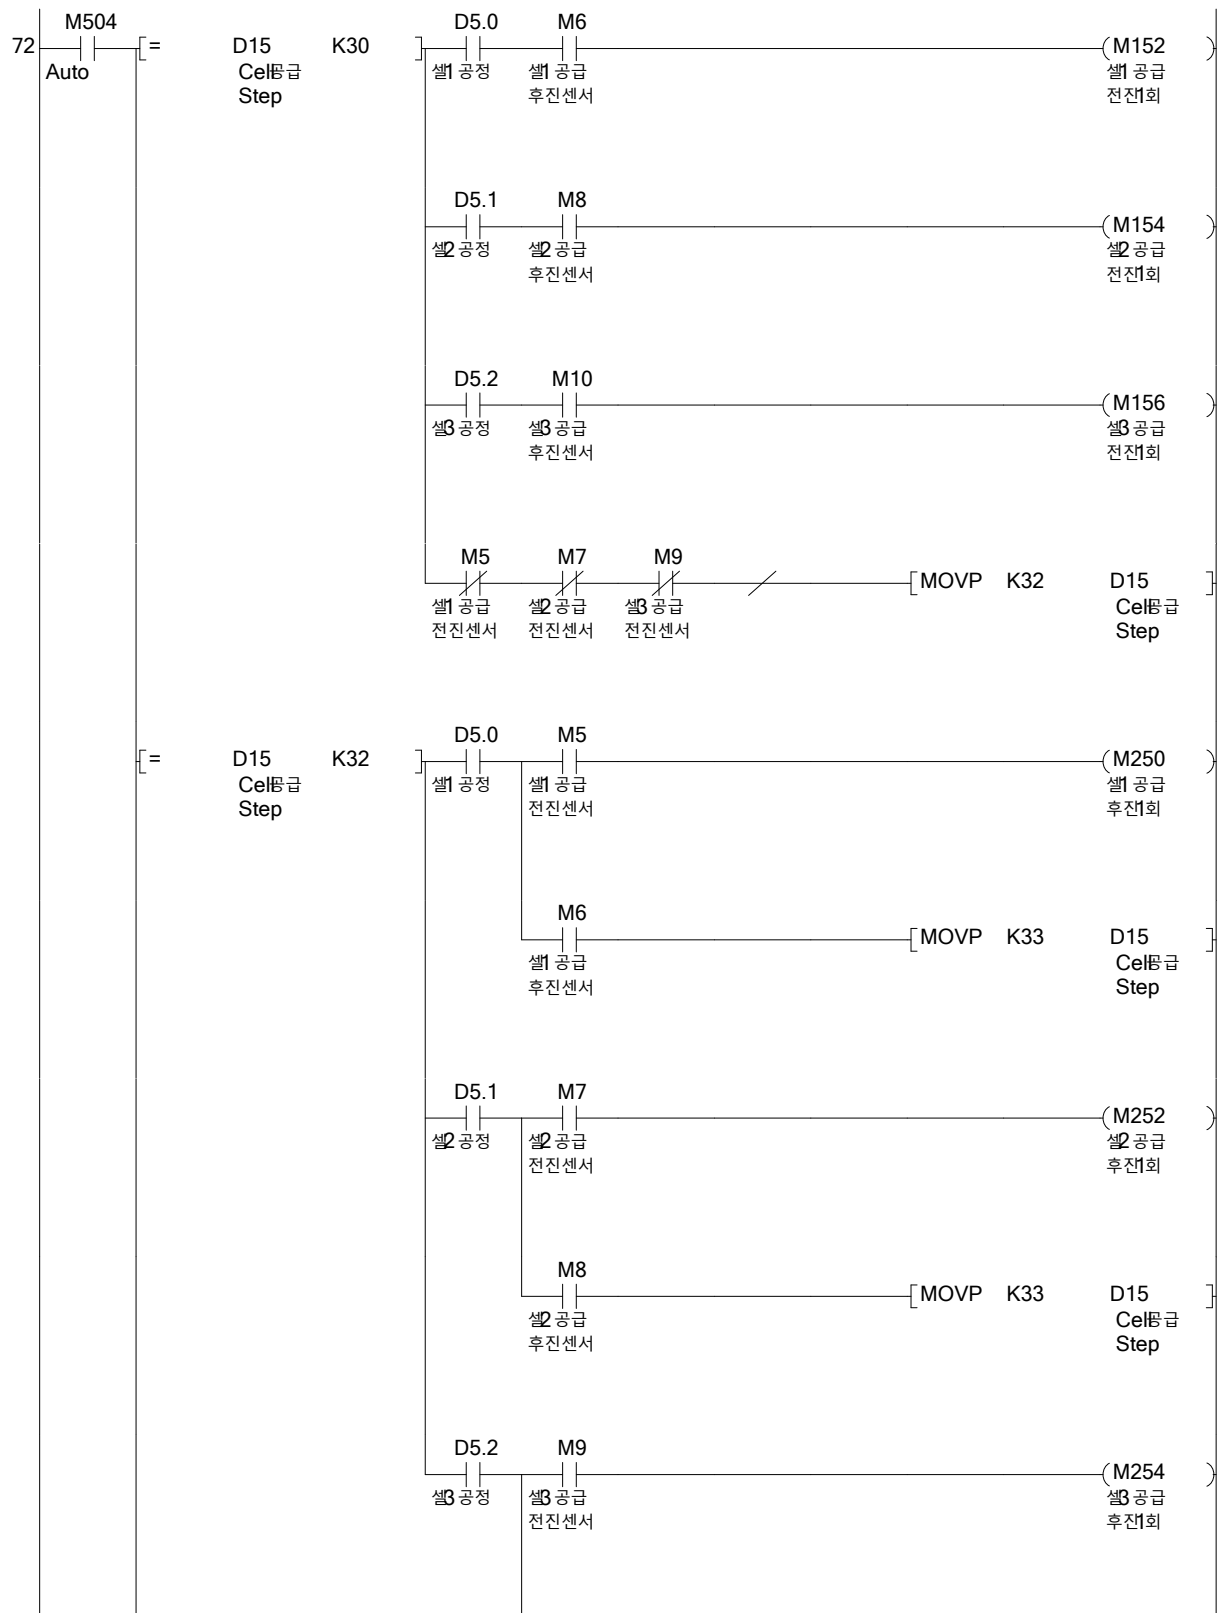 M504 D5.0 M6
72 [= D15 K30 ] (M152 )
Auto Cell공급 셀1 공정 셀1 공급 셀1 공급
Step 후진센서 전진1회
D5.1 M8
(M154 )
셀2 공정 셀2 공급 셀2 공급
후진센서 전진1회
D5.2 M10
(M156 )
셀3 공정 셀3 공급 셀3 공급
후진센서 전진1회
M5 M7 M9
[MOVP K32 D15 ]
셀1 공급 셀2 공급 셀3 공급 Cell공급
전진센서 전진센서 전진센서 Step
D5.0 M5
[= D15 K32 ] (M250 )
Cell공급 셀1 공정 셀1 공급 셀1 공급
Step 전진센서 후진1회
M6
[MOVP K33 D15 ]
셀1 공급 Cell공급
후진센서 Step
D5.1 M7
(M252 )
셀2 공정 셀2 공급 셀2 공급
전진센서 후진1회
M8
[MOVP K33 D15 ]
셀2 공급 Cell공급
후진센서 Step
D5.2 M9
(M254 )
셀3 공정 셀3 공급 셀3 공급
전진센서 후진1회